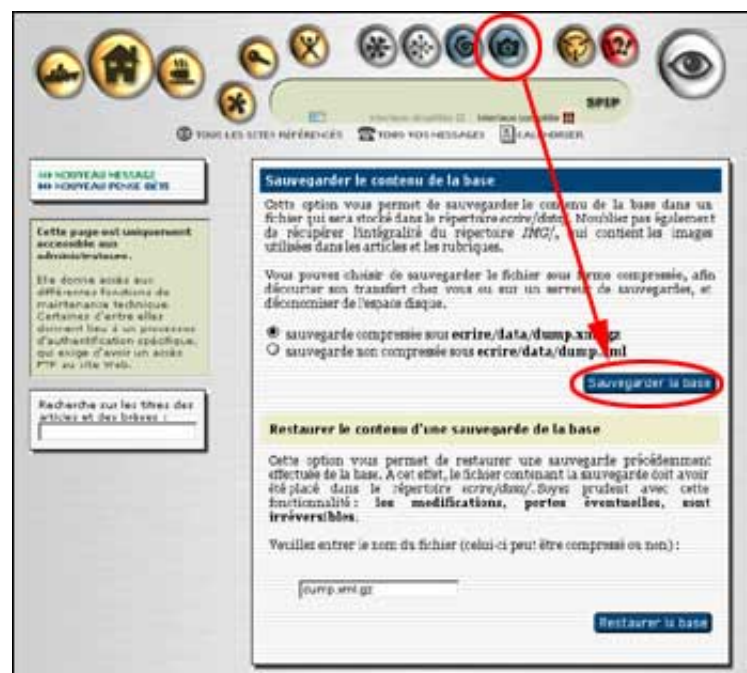 Interface simplifiée Interface complète SPIP
TOUS LES SITES RÉFÉRENCÉS TOUS VOS MESSAGES CALENDRIER
NOUVEAU MESSAGE
NOUVEAU PENSE-BÊTE
Cette page est uniquement
accessible aux
administrateurs.
Elle donne accès aux
différentes fonctions de
maintenance technique.
Certaines d'entre elles
donnent lieu à un processus
d'authentification spécifique,
qui exige d'avoir un accès
FTP au site Web.
Recherche sur les titres des
articles et des brèves :
Sauvegarder le contenu de la base
Cette option vous permet de sauvegarder le contenu de la base dans un
fichier qui sera stocké dans le répertoire ecrire/data/. N'oubliez pas également
de récupérer l'intégralité du répertoire IMG/, qui contient les images
utilisées dans les articles et les rubriques.
Vous pouvez choisir de sauvegarder le fichier sous forme compressée, afin
d'écourter son transfert chez vous ou sur un serveur de sauvegardes, et
d'économiser de l'espace disque.
sauvegarde compressée sous ecrire/data/dump.xml.gz
sauvegarde non compressée sous ecrire/data/dump.xml
Sauvegarder la base
Restaurer le contenu d'une sauvegarde de la base
Cette option vous permet de restaurer une sauvegarde précédemment
effectuée de la base. A cet effet, le fichier contenant la sauvegarde doit avoir
été placé dans le répertoire ecrire/data/. Soyez prudent avec cette
fonctionnalité : les modifications, pertes éventuelles, sont
irréversibles.
Veuillez entrer le nom du fichier (celui-ci peut être compressé ou non) :
dump.xml.gz
Restaurer la base